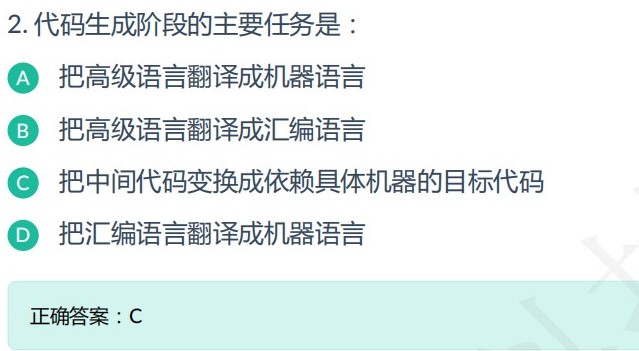 2. 代码生成阶段的主要任务是：
A 把高级语言翻译成机器语言
B 把高级语言翻译成汇编语言
C 把中间代码变换成依赖具体机器的目标代码
D 把汇编语言翻译成机器语言
正确答案：C